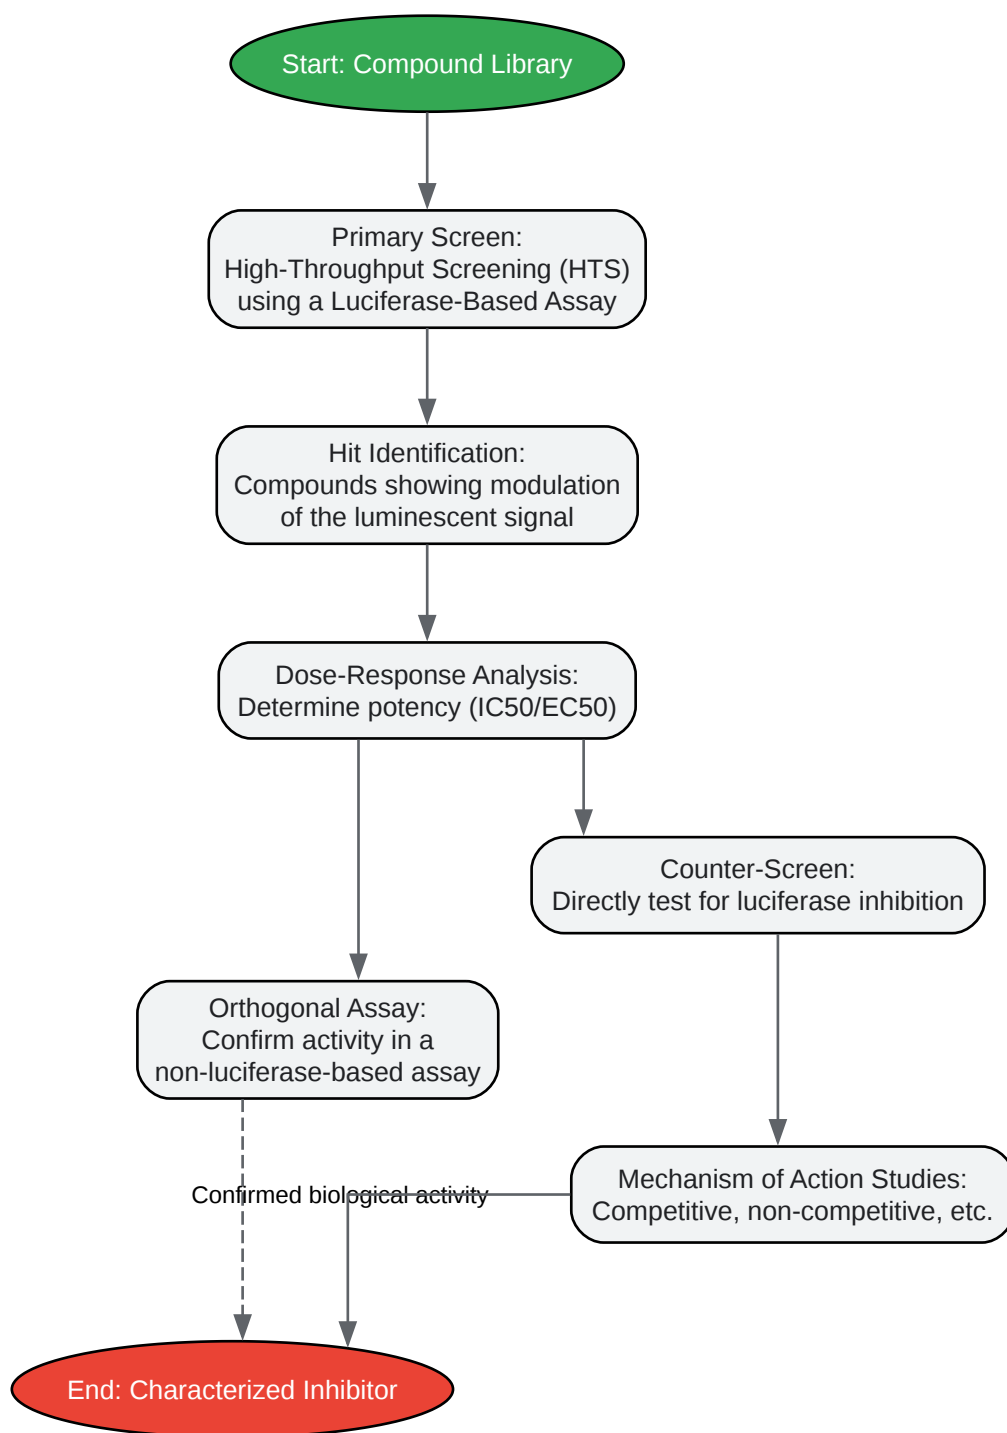 Start: Compound Library
Primary Screen:
High-Throughput Screening (HTS)
using a Luciferase-Based Assay
Hit Identification:
Compounds showing modulation
of the luminescent signal
Dose-Response Analysis:
Determine potency (IC50/EC50)
Counter-Screen:
Directly test for luciferase inhibition
Orthogonal Assay:
Confirm activity in a
non-luciferase-based assay
Mechanism of Action Studies:
Competitive, non-competitive, etc.
Confirmed biological activity
End: Characterized Inhibitor